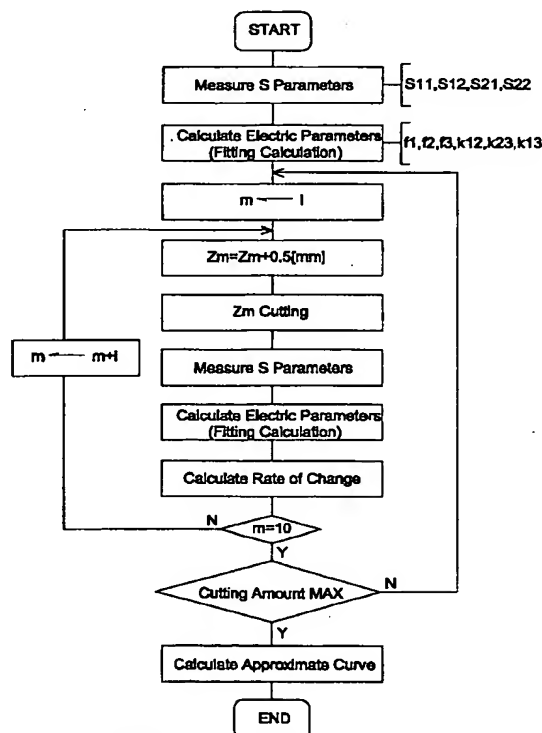 START
Measure S Parameters
S11,S12,S21,S22
Calculate Electric Parameters
(Fitting Calculation)
f1,f2,f3,k12,k23,k13
m ← I
Zm=Zm+0.5[mm]
Zm Cutting
m ← m+I
Measure S Parameters
Calculate Electric Parameters
(Fitting Calculation)
Calculate Rate of Change
N
m=10
Y
Cutting Amount MAX
N
Y
Calculate Approximate Curve
END